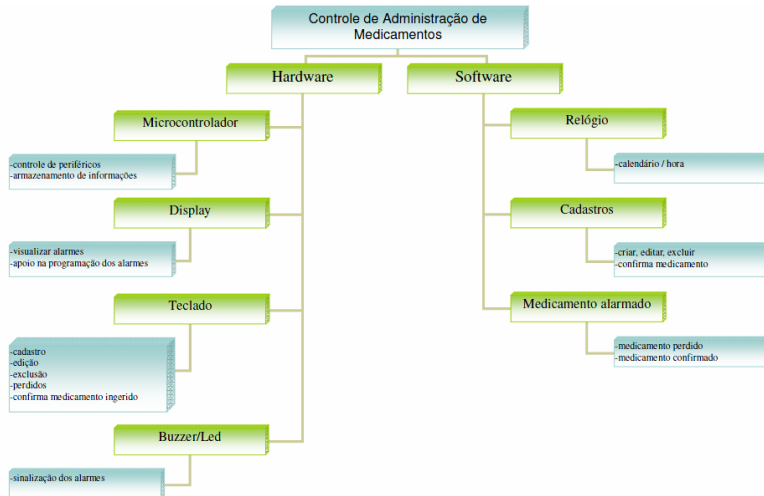 Controle de Administração de
Medicamentos
Hardware
Software
Microcontrolador
-controle de periféricos
-armazenamento de informações
Display
-visualizar alarmes
-apoio na programação dos alarmes
Teclado
-cadastro
-edição
-exclusão
-perdidos
-confirma medicamento ingerido
Buzzer/Led
-sinalização dos alarmes
Relógio
-calendário / hora
Cadastros
-criar, editar, excluir
-confirma medicamento
Medicamento alarmado
-medicamento perdido
-medicamento confirmado